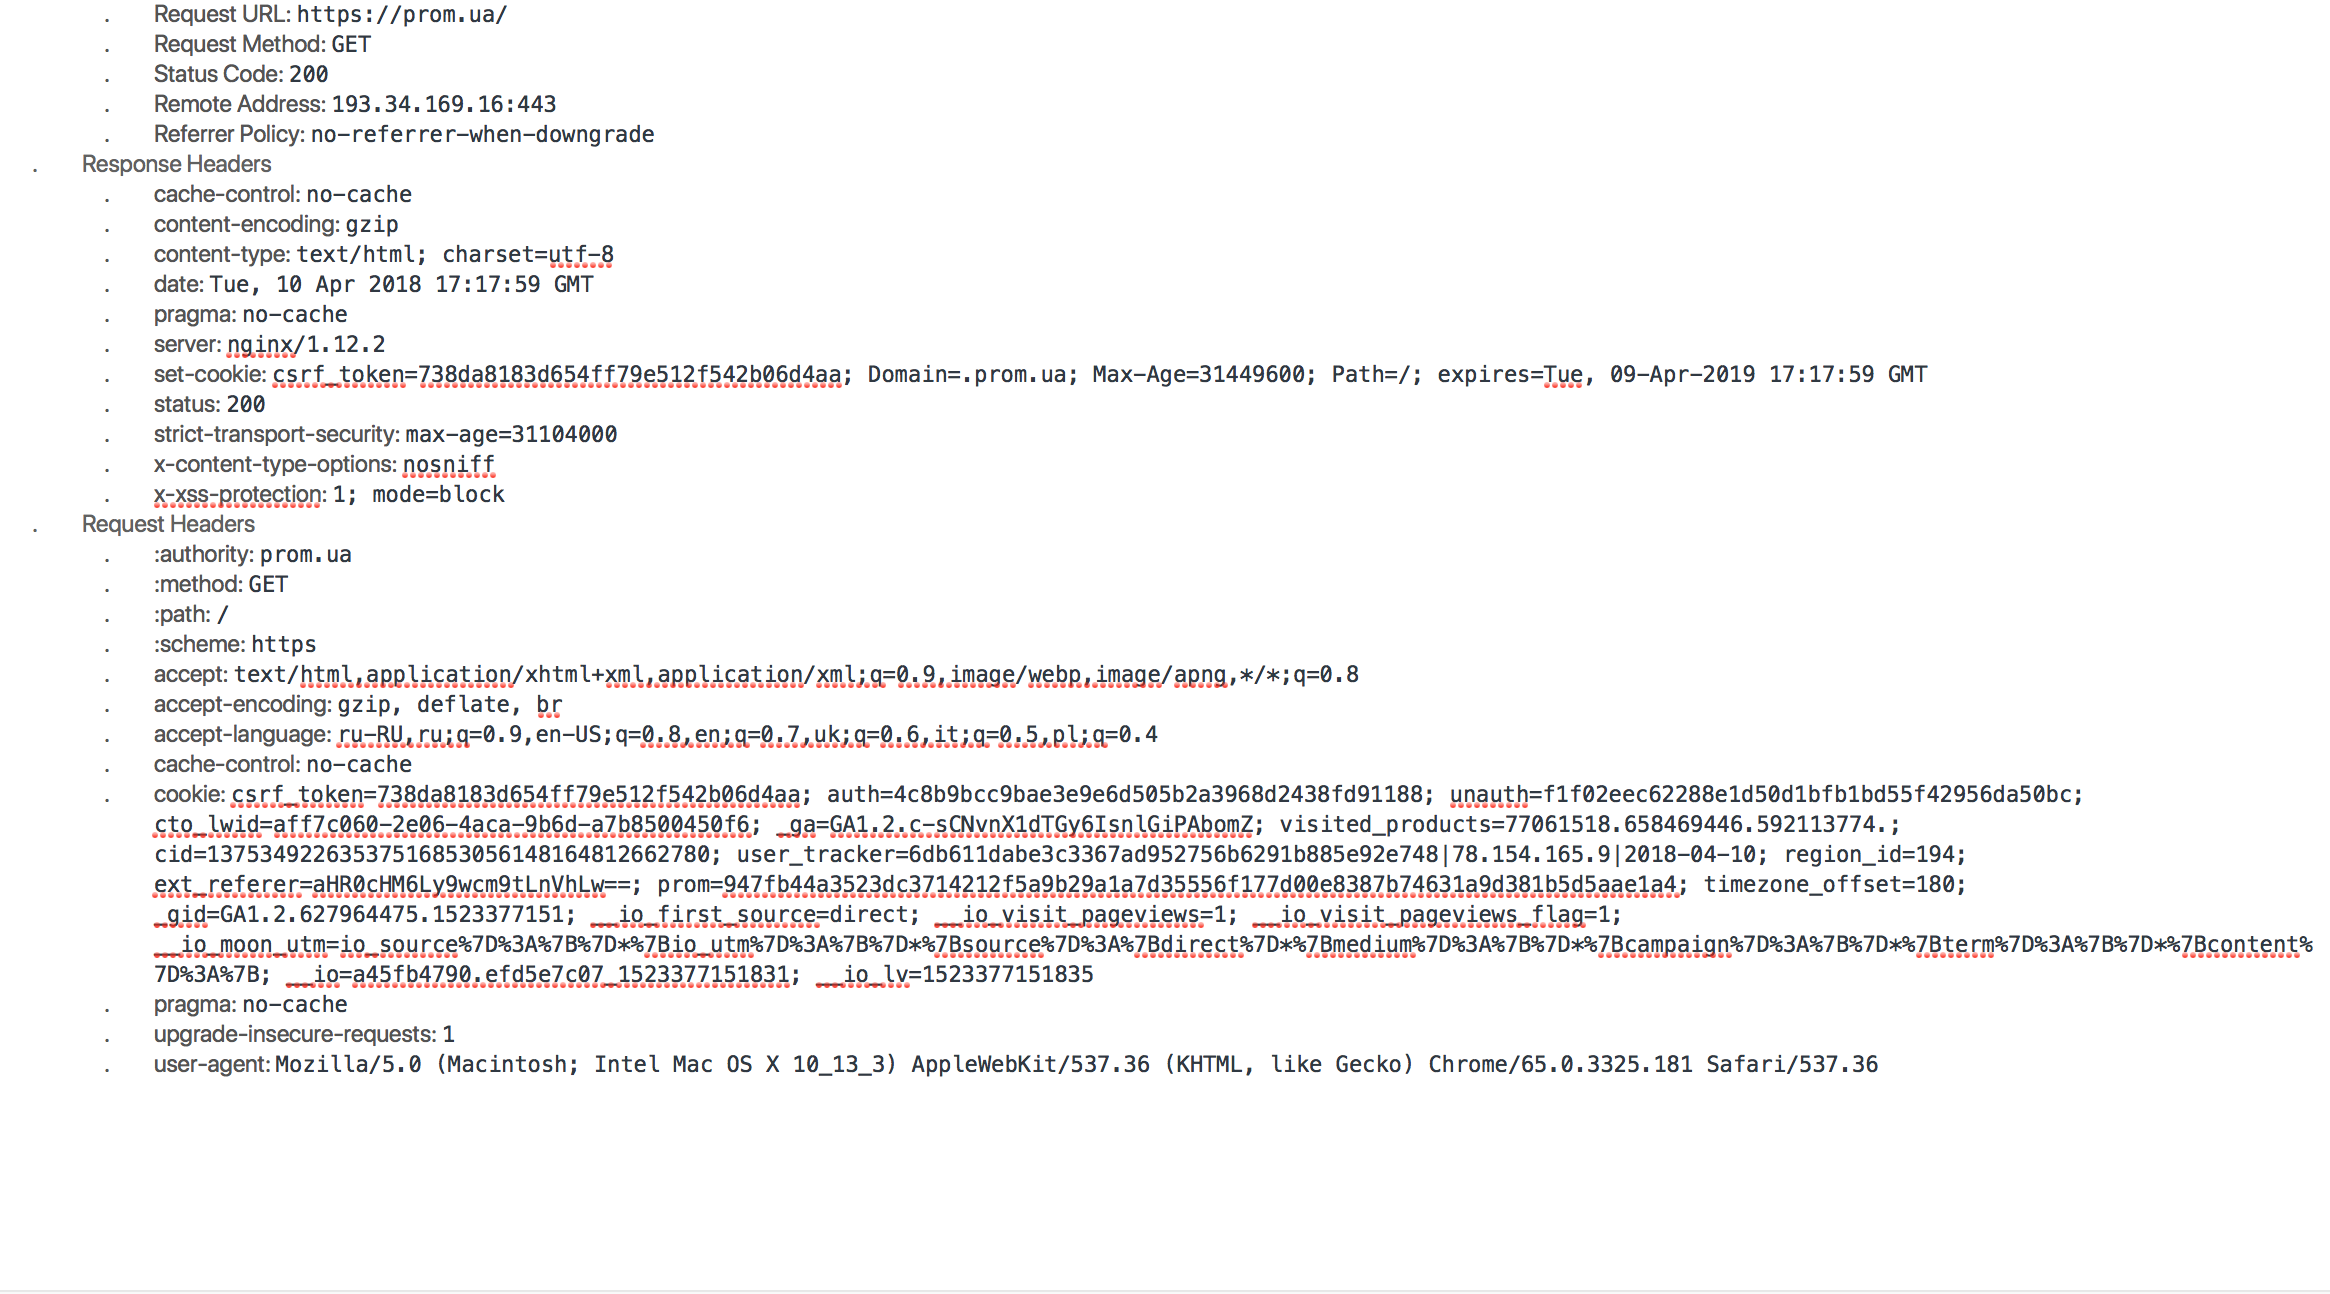 . Request URL: https://prom.ua/
. Request Method: GET
. Status Code: 200
. Remote Address: 193.34.169.16:443
. Referrer Policy: no-referrer-when-downgrade
. Response Headers
. cache-control: no-cache
. content-encoding: gzip
. content-type: text/html; charset=utf-8
. date: Tue, 10 Apr 2018 17:17:59 GMT
. pragma: no-cache
. server: nginx/1.12.2
. set-cookie: csrf_token=738da8183d654ff79e512f542b06d4aa; Domain=.prom.ua; Max-Age=31449600; Path=/; expires=Tue, 09-Apr-2019 17:17:59 GMT
. status: 200
. strict-transport-security: max-age=31104000
. x-content-type-options: nosniff
. x-xss-protection: 1; mode=block
. Request Headers
. :authority: prom.ua
. :method: GET
. :path: /
. :scheme: https
. accept: text/html,application/xhtml+xml,application/xml;q=0.9,image/webp,image/apng,*/*;q=0.8
. accept-encoding: gzip, deflate, br
. accept-language: ru-RU,ru;q=0.9,en-US;q=0.8,en;q=0.7,uk;q=0.6,it;q=0.5,pl;q=0.4
. cache-control: no-cache
. cookie: csrf_token=738da8183d654ff79e512f542b06d4aa; auth=4c8b9bcc9bae3e9e6d505b2a3968d2438fd91188; unauth=f1f02eec62288e1d50d1bfb1bd55f42956da50bc;
cto_lwid=aff7c060-2e06-4aca-9b6d-a7b8500450f6; _ga=GA1.2.c-sCNvnX1dTGy6IsnlGiPAbomZ; visited_products=77061518.658469446.592113774.;
cid=137534922635375168530561481648126627​80; user_tracker=6db611dabe3c3367ad952756b6291b885e92e748|78.154.165.9|2018-04-10; region_id=194;
ext_referer=aHR0cHM6Ly9wcm9tLnVhLw==; prom=947fb44a3523dc3714212f5a9b29a1a7d35556f177d00e8387b74631a9d381b5d5aae1a4; timezone_offset=180;
_gid=GA1.2.627964475.1523377151; __io_first_source=direct; __io_visit_pageviews=1; __io_visit_pageviews_flag=1;
__io_moon_utm=io_source%7D%3A%7B%7D*%7Bio_utm%7D%3A%7B%7D*%7Bsource%7D%3A%7Bdirect%7D*%7Bmedium%7D%3A%7B%7D*%7Bcampaign%7D%3A%7B%7D*%7Bterm%7D%3A%7B%7D*%7Bcontent%
7D%3A%7B; __io=a45fb4790.efd5e7c07_1523377151831; __io_lv=1523377151835
. pragma: no-cache
. upgrade-insecure-requests: 1
. user-agent: Mozilla/5.0 (Macintosh; Intel Mac OS X 10_13_3) AppleWebKit/537.36 (KHTML, like Gecko) Chrome/65.0.3325.181 Safari/537.36